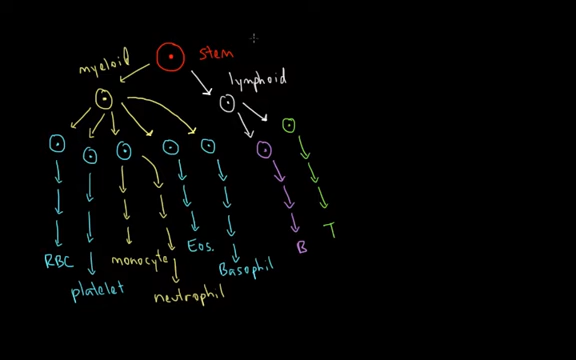 stem
myeloid
lymphoid
RBC
platelet
monocyte
neutrophil
Eos.
Basophil
B
T